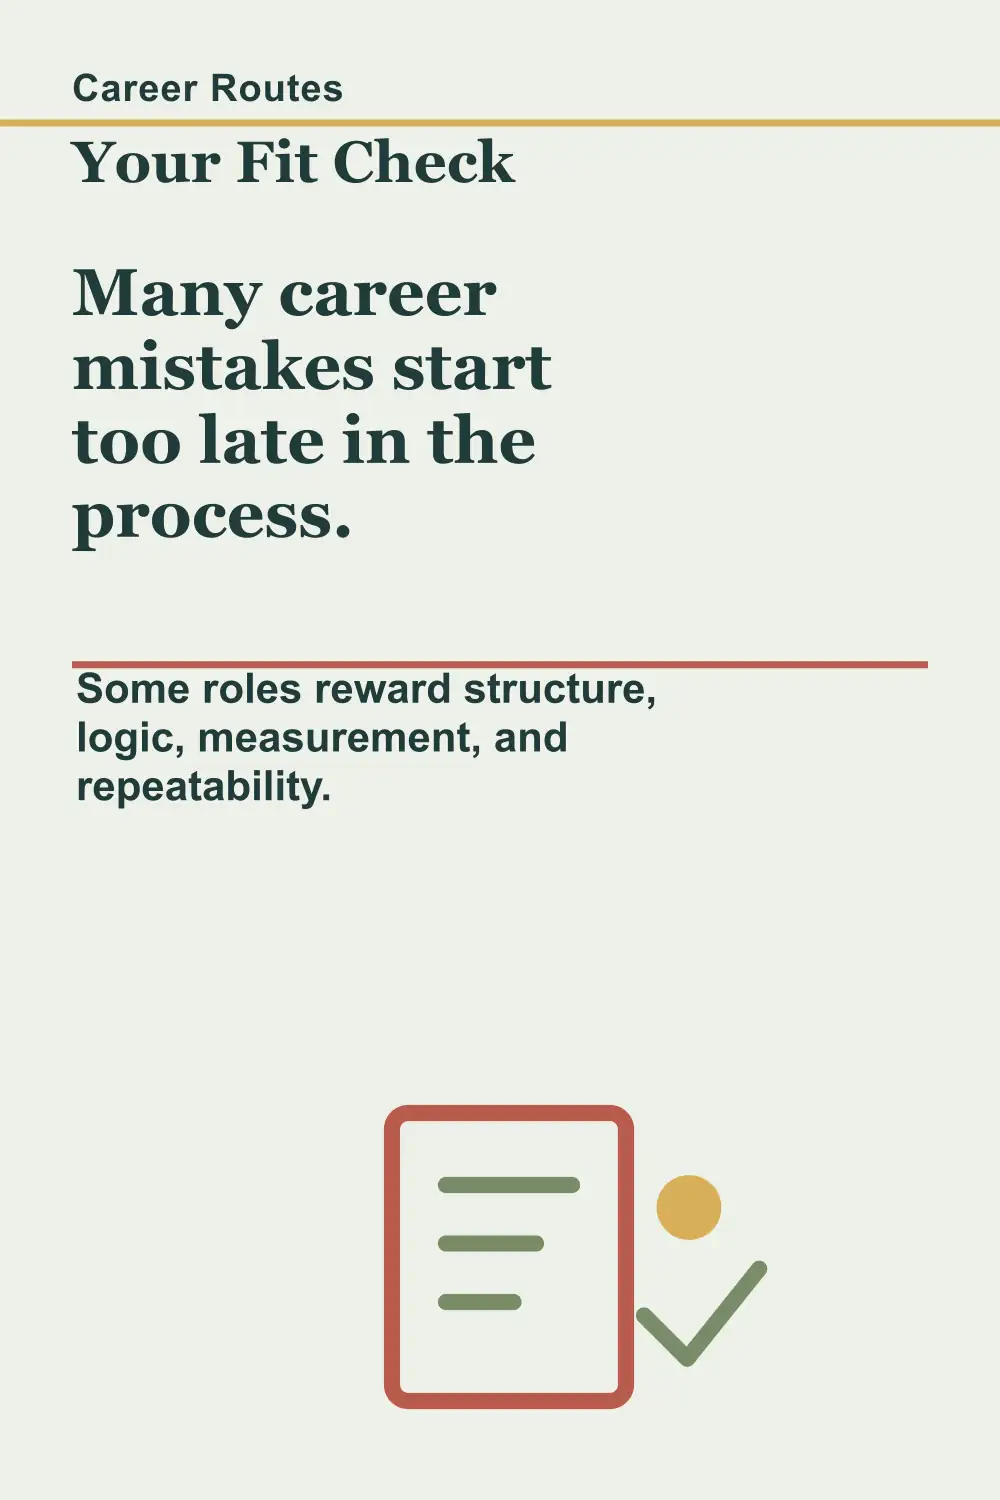 Career Routes
Your Fit Check
Many career
mistakes start
too late in the
process.
Some roles reward structure,
logic, measurement, and
repeatability.